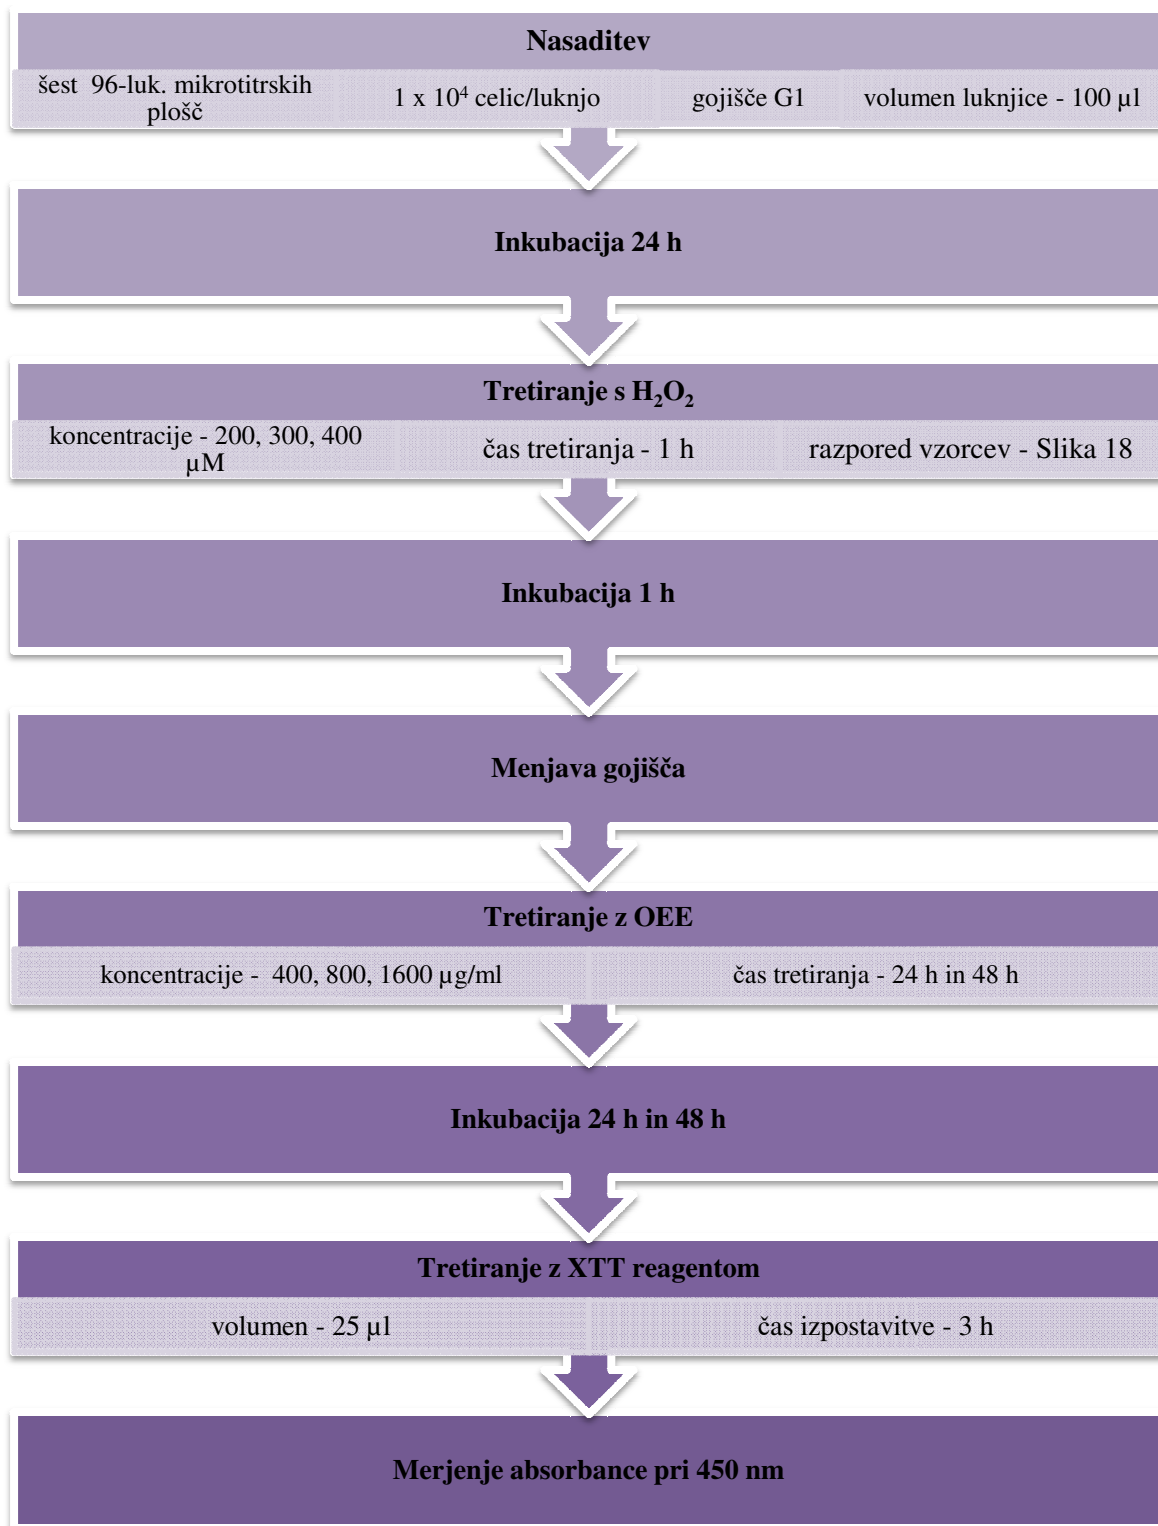 Nasaditev
šest 96-luk. mikrotitrskih
plošč
1 x 10⁴ celic/luknjo
gojišče G1
volumen luknjice - 100 µl
Inkubacija 24 h
Tretiranje s H₂O₂
koncentracije - 200, 300, 400
µM
čas tretiranja - 1 h
razpored vzorcev - Slika 18
Inkubacija 1 h
Menjava gojišča
Tretiranje z OEE
koncentracije - 400, 800, 1600 µg/ml
čas tretiranja - 24 h in 48 h
Inkubacija 24 h in 48 h
Tretiranje z XTT reagentom
volumen - 25 µl
čas izpostavitve - 3 h
Merjenje absorbance pri 450 nm